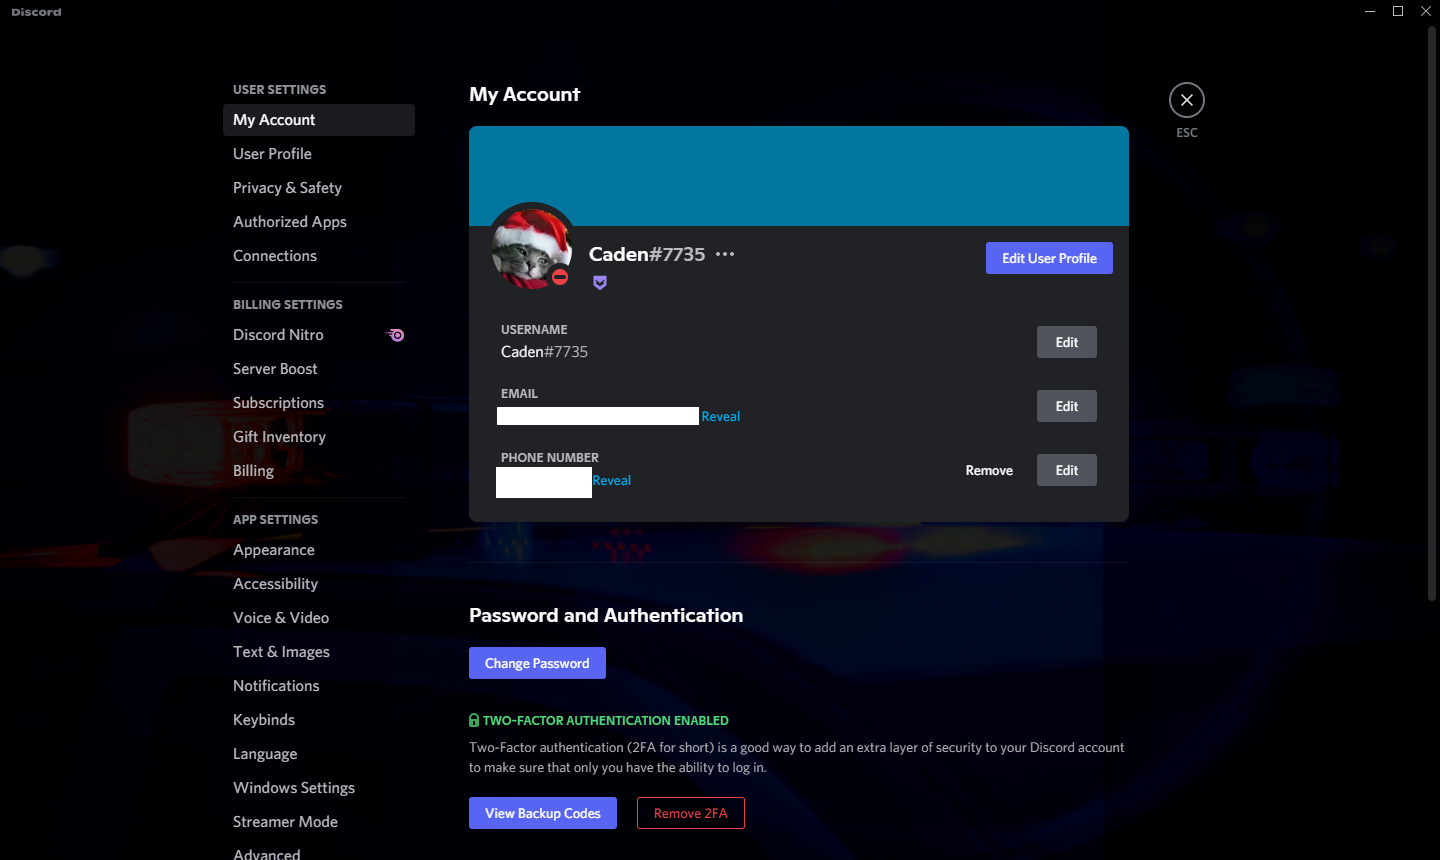 Discord
USER SETTINGS
My Account
User Profile
Privacy & Safety
Authorized Apps
Connections
BILLING SETTINGS
Discord Nitro
Server Boost
Subscriptions
Gift Inventory
Billing
APP SETTINGS
Appearance
Accessibility
Voice & Video
Text & Images
Notifications
Keybinds
Language
Windows Settings
Streamer Mode
Advanced
My Account
ESC
Caden#7735
Edit User Profile
USERNAME
Caden#7735
Edit
EMAIL
Reveal
Edit
PHONE NUMBER
Reveal
Remove
Edit
Password and Authentication
Change Password
TWO-FACTOR AUTHENTICATION ENABLED
Two-Factor authentication (2FA for short) is a good way to add an extra layer of security to your Discord account
to make sure that only you have the ability to log in.
View Backup Codes
Remove 2FA